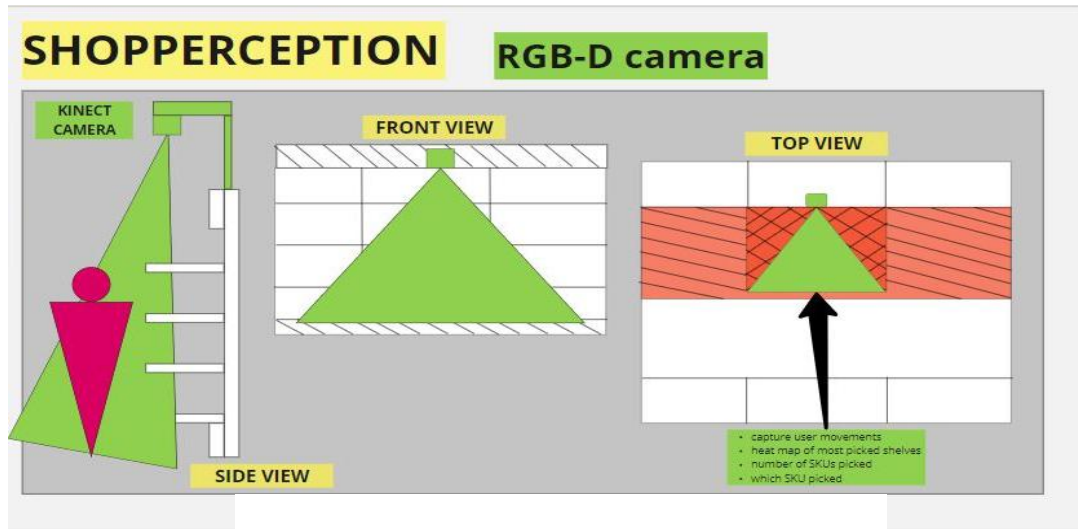 SHOPPERCEPTION
RGB-D camera
KINECT
CAMERA
FRONT VIEW
TOP VIEW
SIDE VIEW
• capture user movements
• heat map of most picked shelves
• number of SKUs picked
• which SKU picked